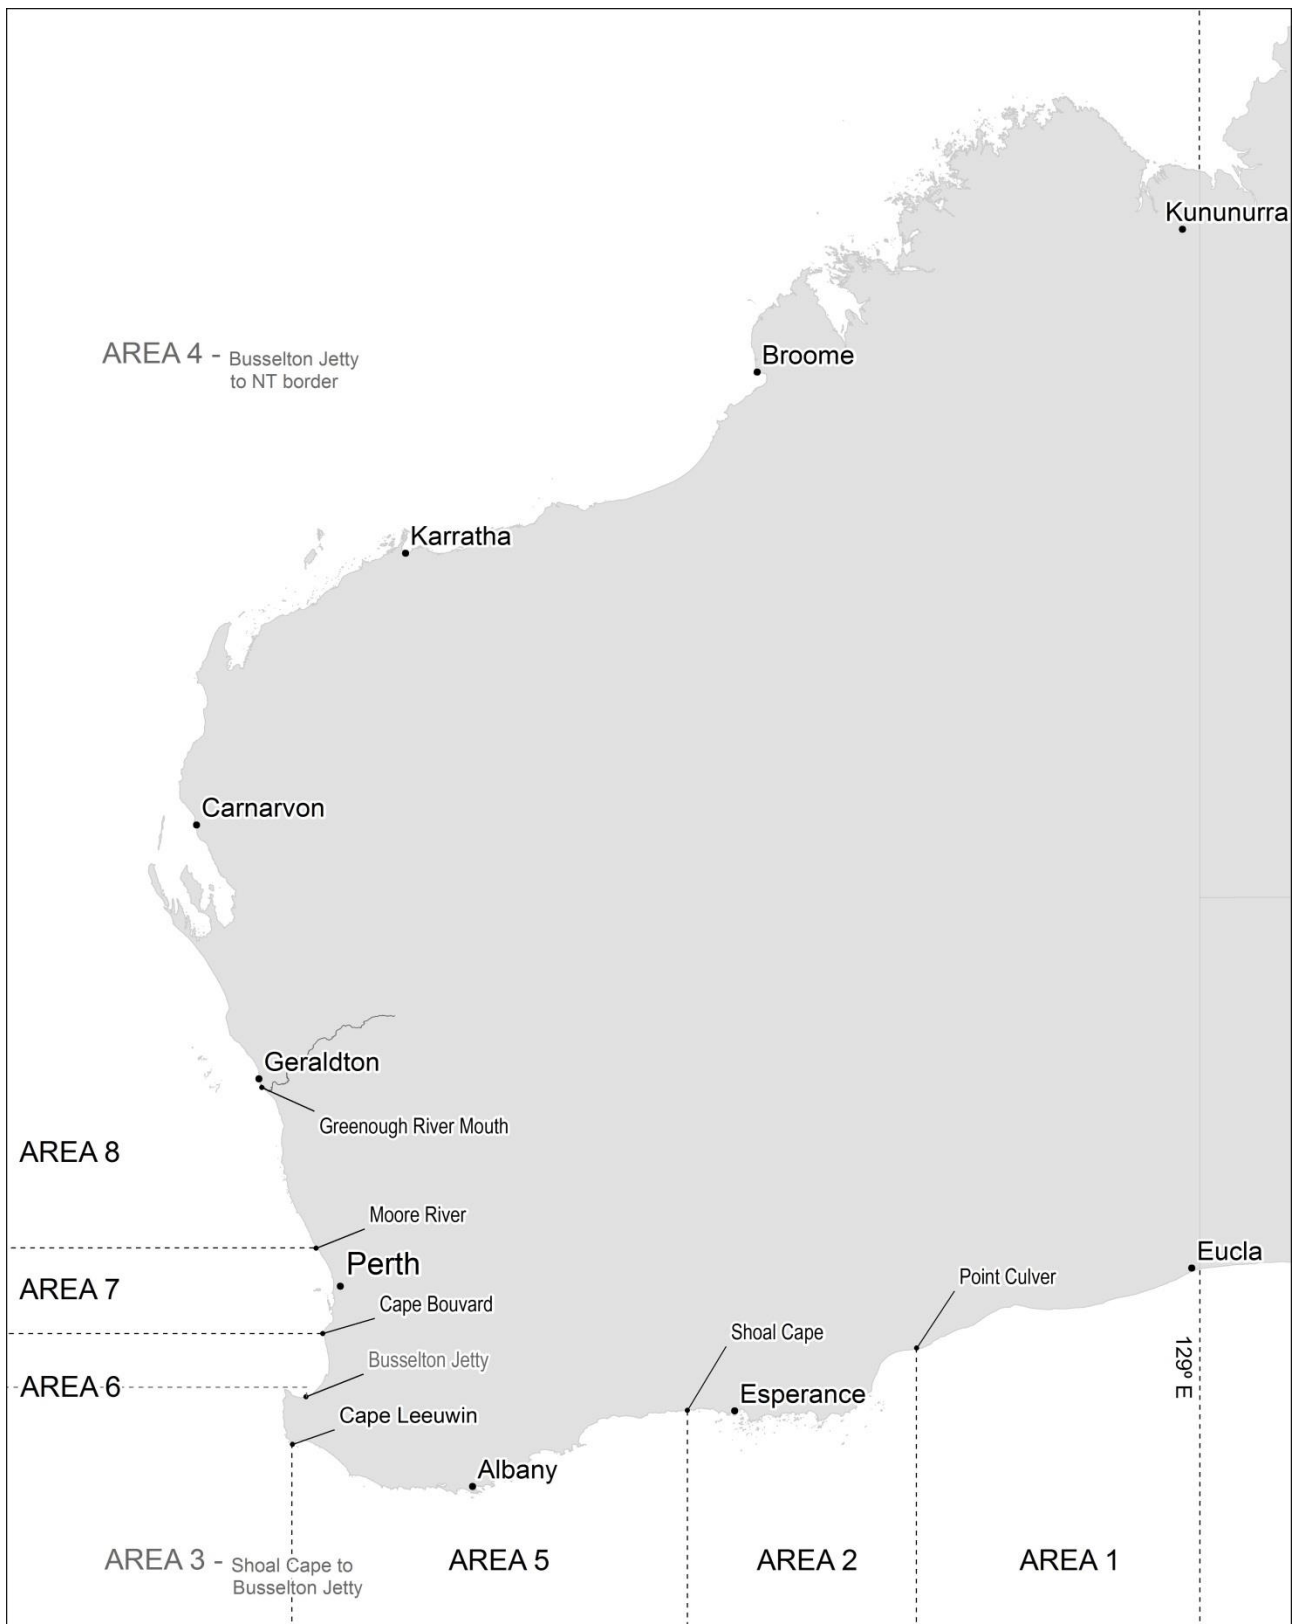 Kununurra
AREA 4 - Busselton Jetty
to NT border
Broome
Karratha
Carnarvon
Geraldton
Greenough River Mouth
AREA 8
Moore River
Perth
Eucla
AREA 7
Point Culver
Cape Bouvard
Shoal Cape
129º E
Busselton Jetty
AREA 6
Esperance
Cape Leeuwin
Albany
AREA 3 - Shoal Cape to
Busselton Jetty
AREA 5
AREA 2
AREA 1